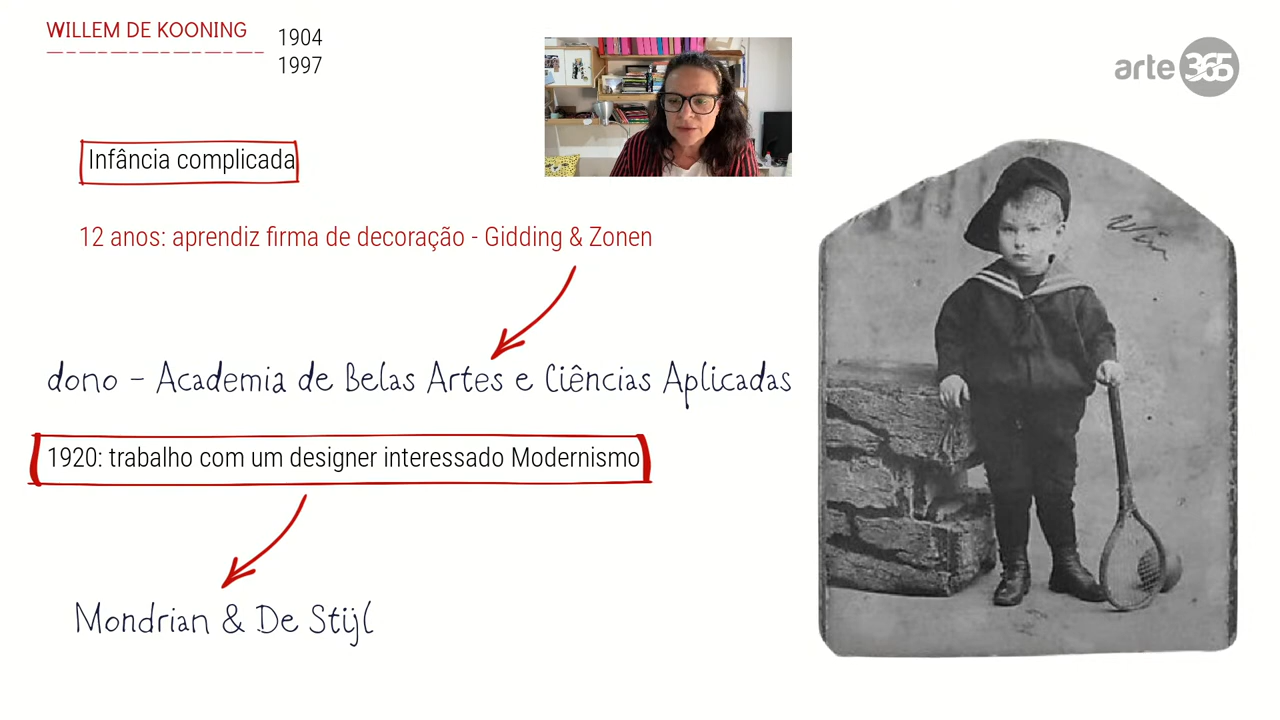 WILLEM DE KOONING
1904
1997
arte 365
Infância complicada
12 anos: aprendiz firma de decoração - Gidding & Zonen
dono - Academia de Belas Artes e Ciências Aplicadas
1920: trabalho com um designer interessado Modernismo
Mondrian & De Stijl
Wim